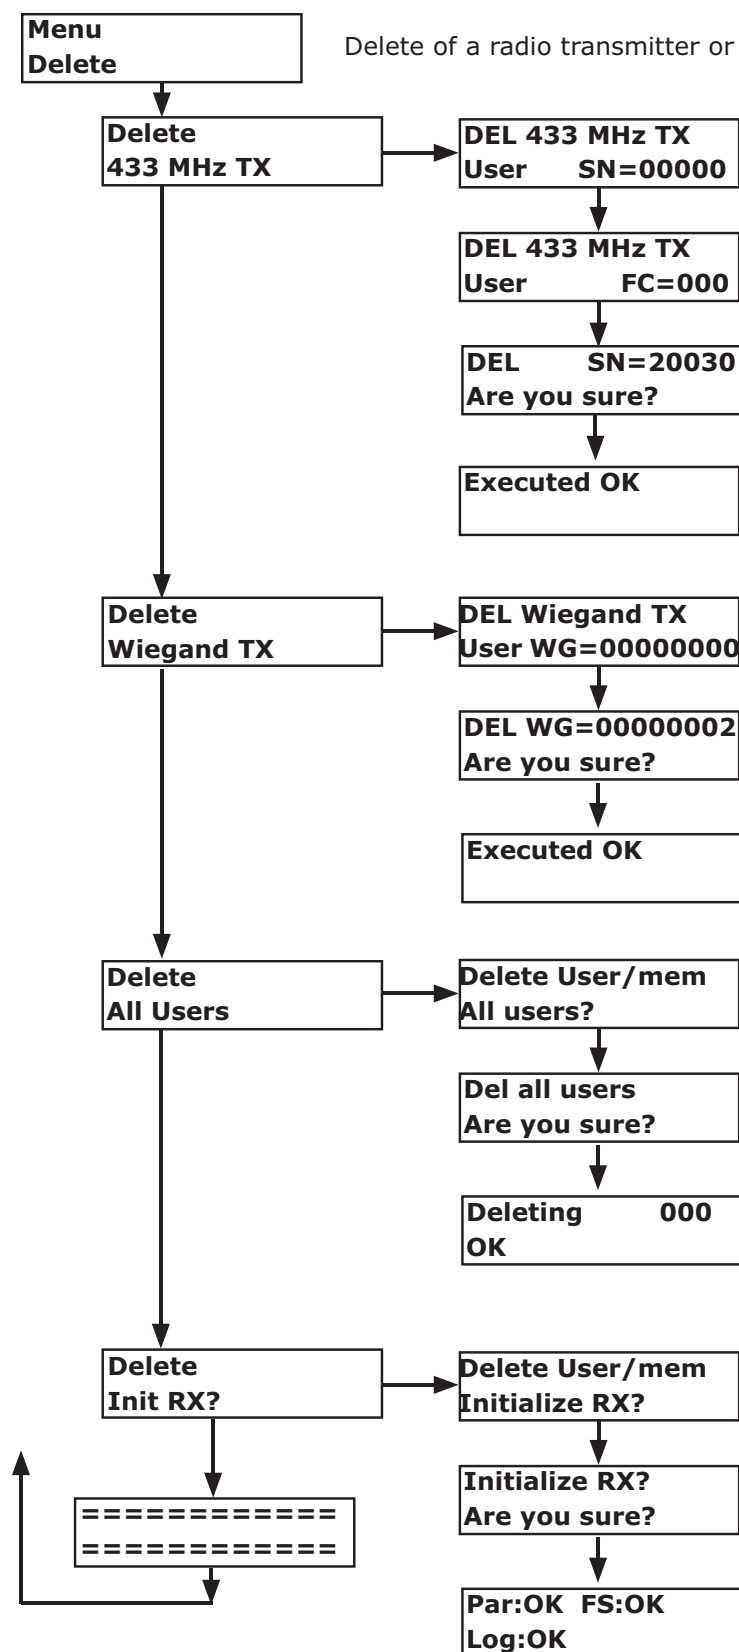 Menu
Delete
Delete of a radio transmitter or
Delete
433 MHz TX
DEL 433 MHz TX
User SN=00000
DEL 433 MHz TX
User FC=000
DEL SN=20030
Are you sure?
Executed OK
Delete
Wiegand TX
DEL Wiegand TX
User WG=00000000
DEL WG=00000002
Are you sure?
Executed OK
Delete
All Users
Delete User/mem
All users?
Del all users
Are you sure?
Deleting 000
OK
Delete
Init RX?
Delete User/mem
Initialize RX?
Initialize RX?
Are you sure?
============
============
Par:OK FS:OK
Log:OK